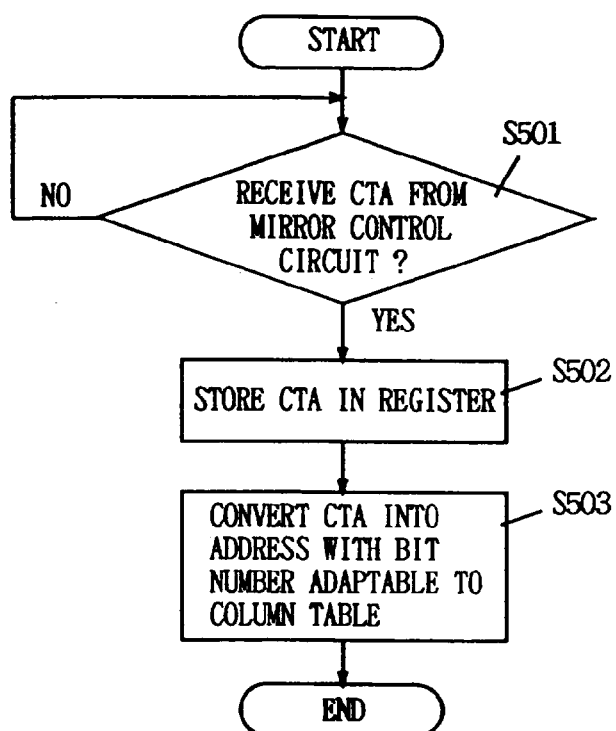 START
S501
NO
RECEIVE CTA FROM
MIRROR CONTROL
CIRCUIT ?
YES
S502
STORE CTA IN REGISTER
S503
CONVERT CTA INTO
ADDRESS WITH BIT
NUMBER ADAPTABLE TO
COLUMN TABLE
END